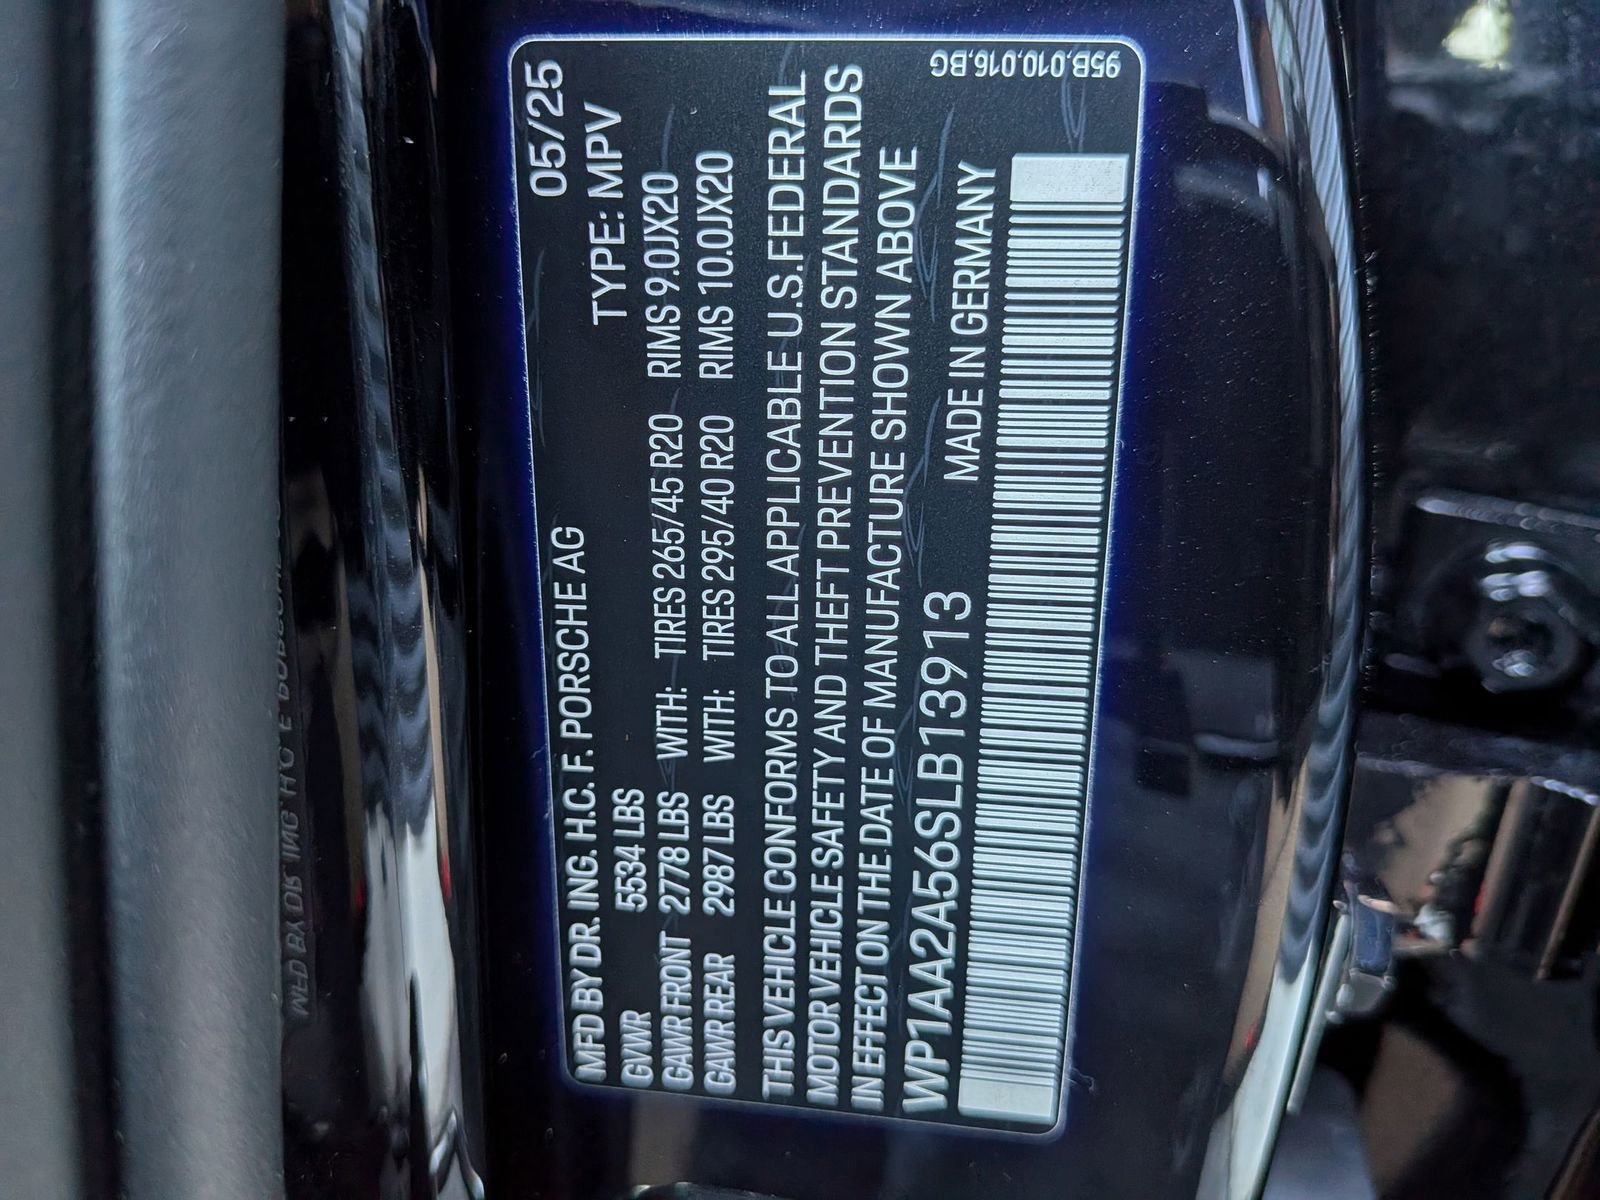 MFD BY DR. ING. H.C. F. PORSCHE AG 05/25
GVWR 5534 LBS TYPE: MPV
GAWR FRONT 2778 LBS WITH: TIRES 265/45 R20 RIMS 9.0JX20
GAWR REAR 2987 LBS WITH: TIRES 295/40 R20 RIMS 10.0JX20
THIS VEHICLE CONFORMS TO ALL APPLICABLE U.S. FEDERAL
MOTOR VEHICLE SAFETY AND THEFT PREVENTION STANDARDS
IN EFFECT ON THE DATE OF MANUFACTURE SHOWN ABOVE
WP1AA2A56SLB13913 MADE IN GERMANY
95B.010.016.BG